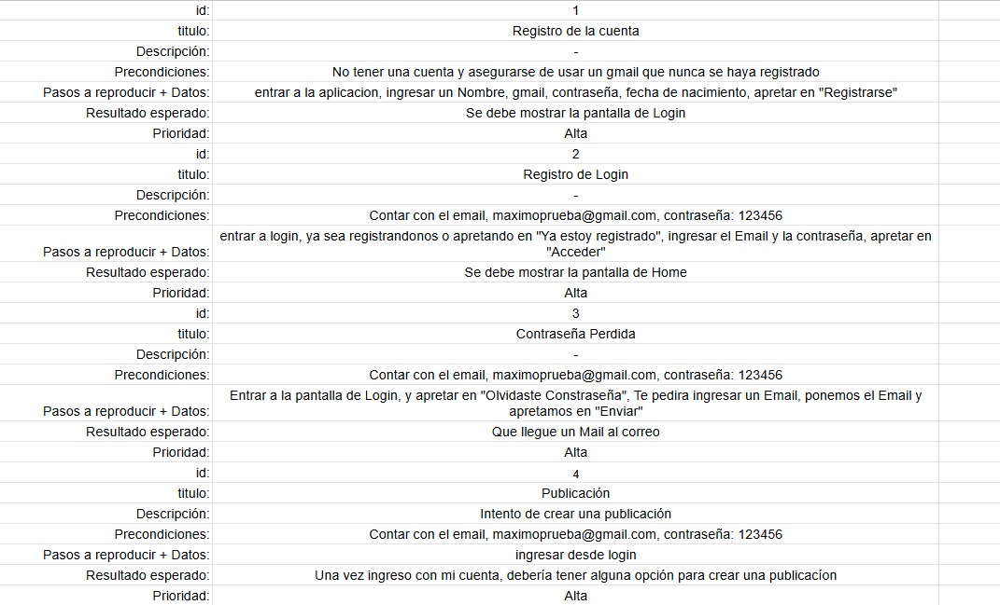 id: 1
titulo: Registro de la cuenta
Descripción: -
Precondiciones: No tener una cuenta y asegurarse de usar un gmail que nunca se haya registrado
Pasos a reproducir + Datos: entrar a la aplicacion, ingresar un Nombre, gmail, contraseña, fecha de nacimiento, apretar en "Registrarse"
Resultado esperado: Se debe mostrar la pantalla de Login
Prioridad: Alta
id: 2
titulo: Registro de Login
Descripción: -
Precondiciones: Contar con el email, maximoprueba@gmail.com, contraseña: 123456
entrar a login, ya sea registrandonos o apretando en "Ya estoy registrado", ingresar el Email y la contraseña, apretar en
Pasos a reproducir + Datos: "Acceder"
Resultado esperado: Se debe mostrar la pantalla de Home
Prioridad: Alta
id: 3
titulo: Contraseña Perdida
Descripción: -
Precondiciones: Contar con el email, maximoprueba@gmail.com, contraseña: 123456
Entrar a la pantalla de Login, y apretar en "Olvidaste Constraseña", Te pedira ingresar un Email, ponemos el Email y
Pasos a reproducir + Datos: apretamos en "Enviar"
Resultado esperado: Que llegue un Mail al correo
Prioridad: Alta
id: 4
titulo: Publicación
Descripción: Intento de crear una publicación
Precondiciones: Contar con el email, maximoprueba@gmail.com, contraseña: 123456
Pasos a reproducir + Datos: ingresar desde login
Resultado esperado: Una vez ingreso con mi cuenta, debería tener alguna opción para crear una publicacíon
Prioridad: Alta